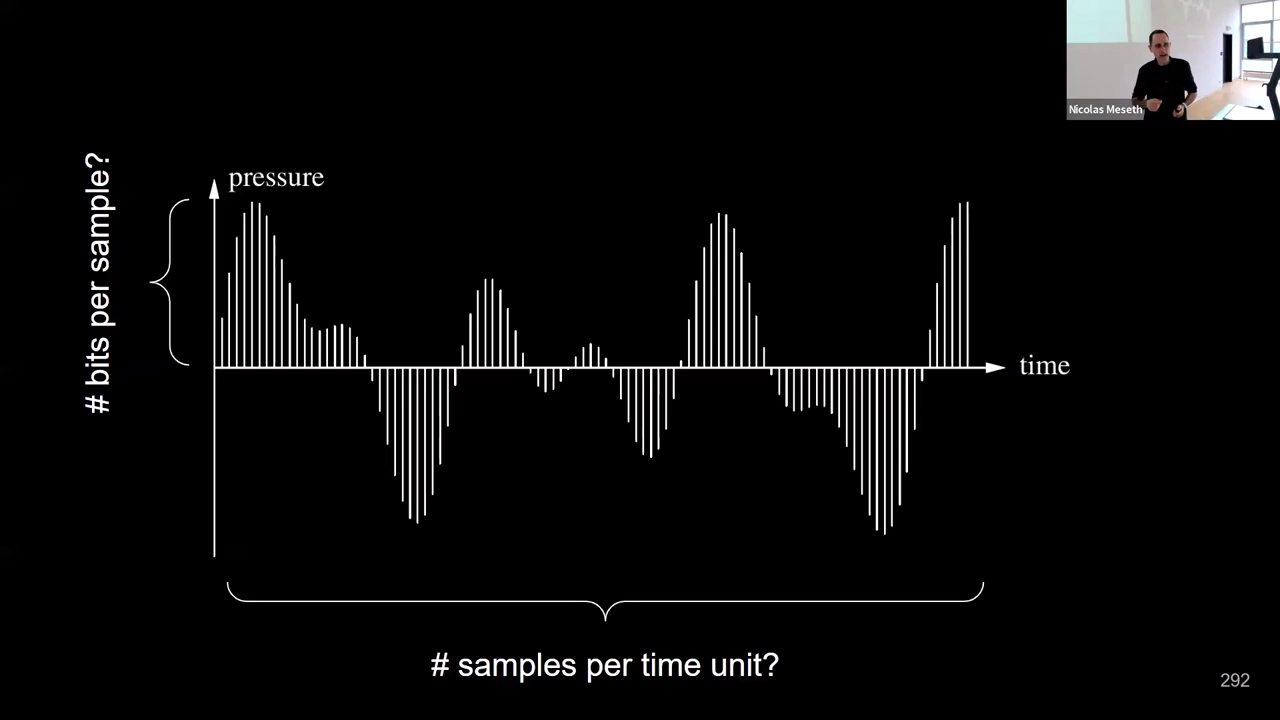 Nicolas Meseth
# bits per sample?
pressure
time
# samples per time unit?
292